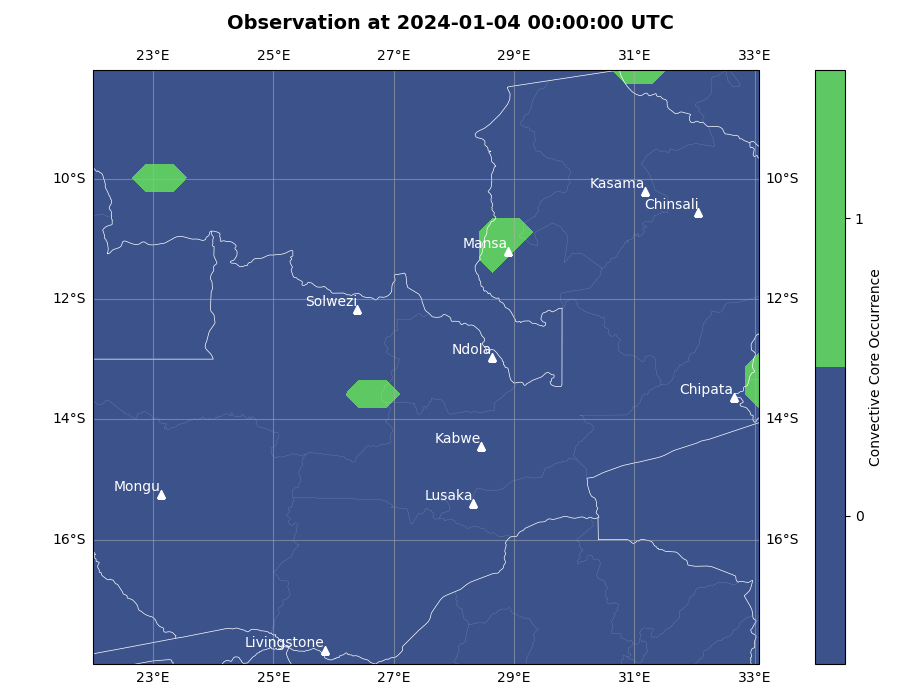 Observation at 2024-01-04 00:00:00 UTC
23°E 25°E 27°E 29°E 31°E 33°E
10°S 10°S
Kasama
Chinsali
1
Mansa
12°S 12°S
Solwezi
Ndola
Chipata
14°S 14°S
Kabwe
Mongu
Lusaka
0
16°S 16°S
Livingstone
23°E 25°E 27°E 29°E 31°E 33°E
Convective Core Occurrence